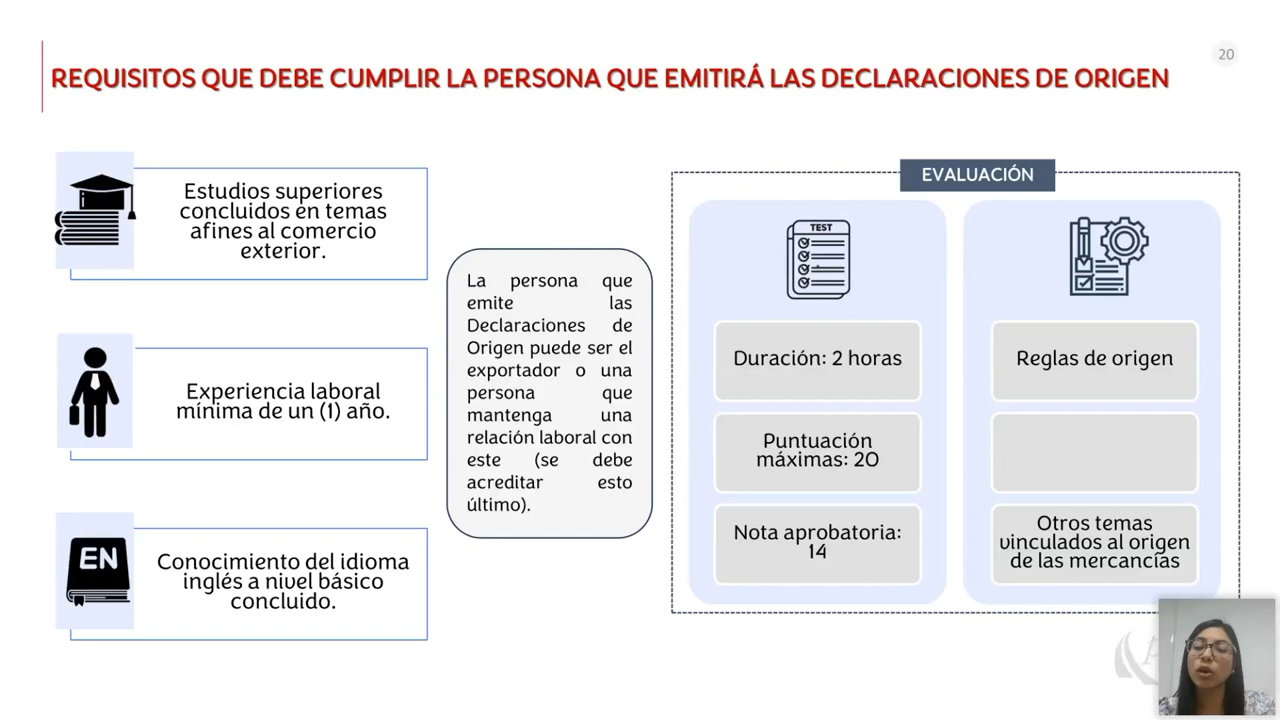 20
REQUISITOS QUE DEBE CUMPLIR LA PERSONA QUE EMITIRÁ LAS DECLARACIONES DE ORIGEN
Estudios superiores
concluidos en temas
afines al comercio
exterior.
Experiencia laboral
mínima de un (1) año.
EN
Conocimiento del idioma
inglés a nivel básico
concluido.
La persona que
emite las
Declaraciones de
Origen puede ser el
exportador o una
persona que
mantenga una
relación laboral con
este (se debe
acreditar esto
último).
EVALUACIÓN
TEST
Duración: 2 horas
Puntuación
máximas: 20
Nota aprobatoria:
14
Reglas de origen
Otros temas
vinculados al origen
de las mercancías